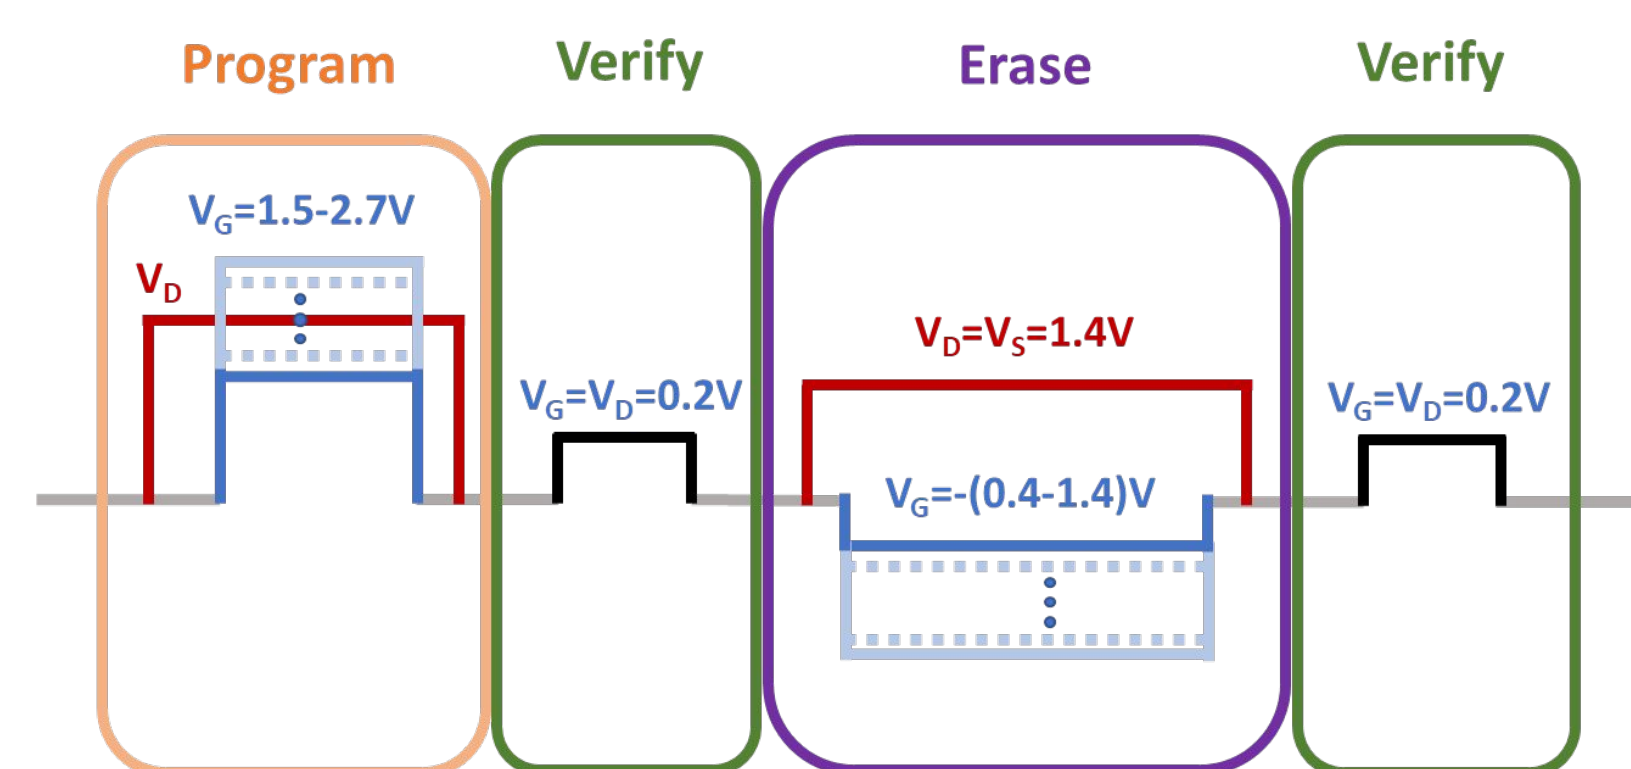 Program
Verify
Erase
Verify
VG=1.5-2.7V
VD
VG=VD=0.2V
VD=VS=1.4V
VG=-(0.4-1.4)V
VG=VD=0.2V